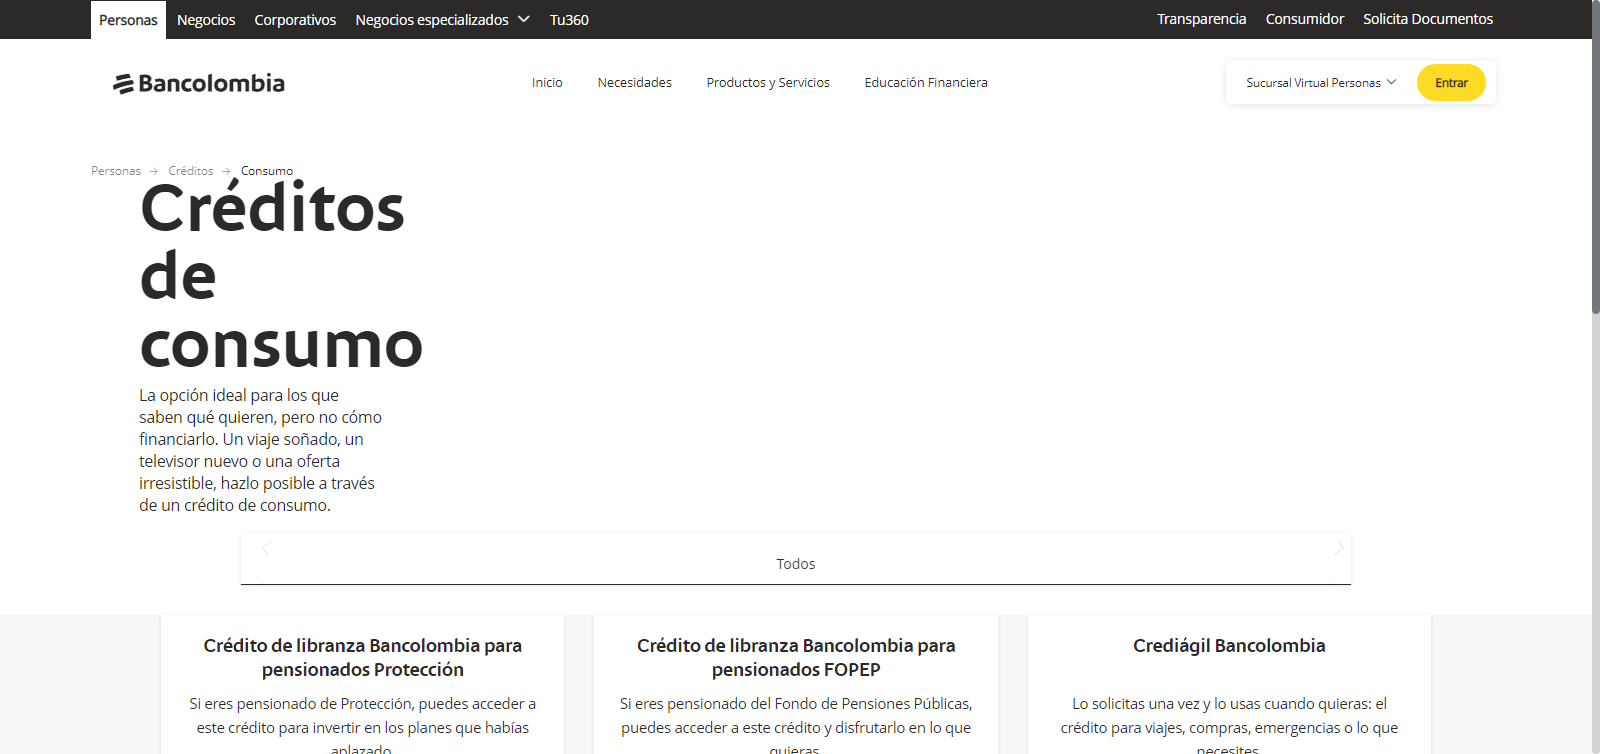 Personas Negocios Corporativos Negocios especializados Tu360 Transparencia Consumidor Solicita Documentos
Bancolombia Inicio Necesidades Productos y Servicios Educación Financiera Sucursal Virtual Personas Entrar
Personas → Créditos → Consumo
Créditos
de
consumo
La opción ideal para los que
saben qué quieren, pero no cómo
financiarlo. Un viaje soñado, un
televisor nuevo o una oferta
irresistible, hazlo posible a través
de un crédito de consumo.
Todos
Crédito de libranza Bancolombia para
pensionados Protección
Si eres pensionado de Protección, puedes acceder a
este crédito para invertir en los planes que habías
aplazado.
Crédito de libranza Bancolombia para
pensionados FOPEP
Si eres pensionado del Fondo de Pensiones Públicas,
puedes acceder a este crédito y disfrutarlo en lo que
quieras.
Crediágil Bancolombia
Lo solicitas una vez y lo usas cuando quieras: el
crédito para viajes, compras, emergencias o lo que
necesites.